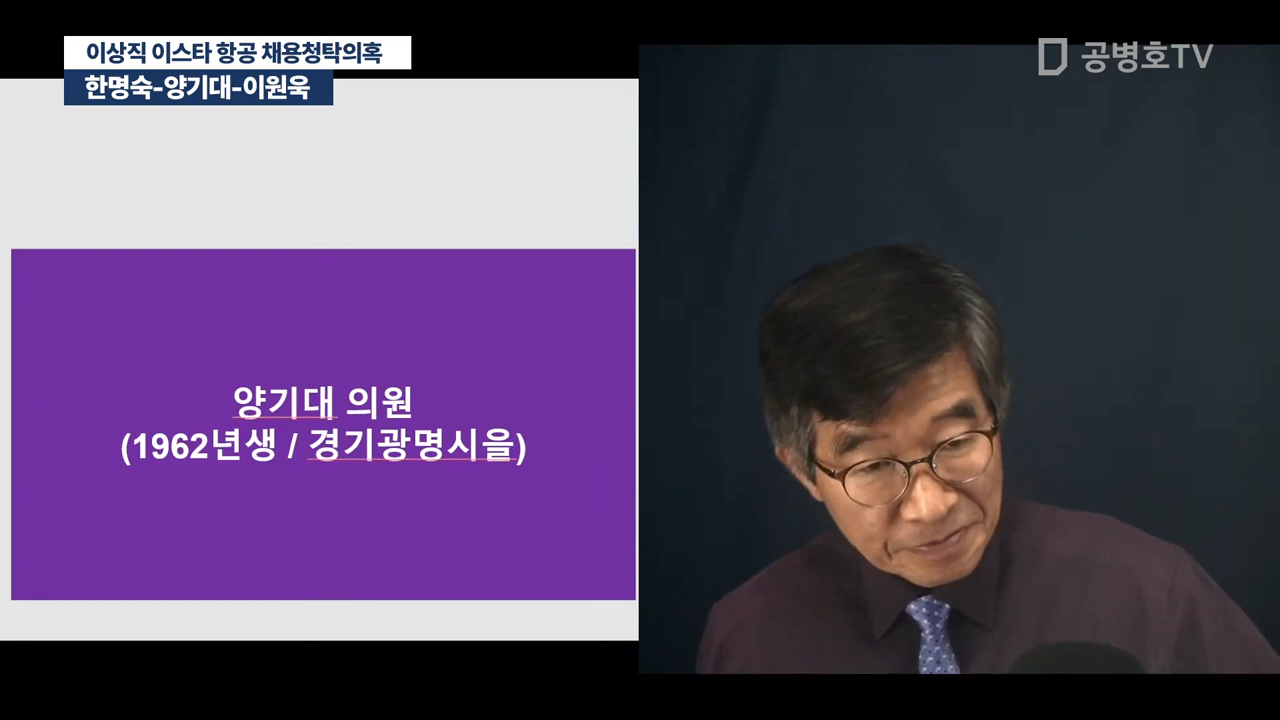 이상직 이스타 항공 채용청탁의혹
한명숙-양기대-이원욱
공병호TV
양기대 의원
(1962년생 / 경기광명시을)